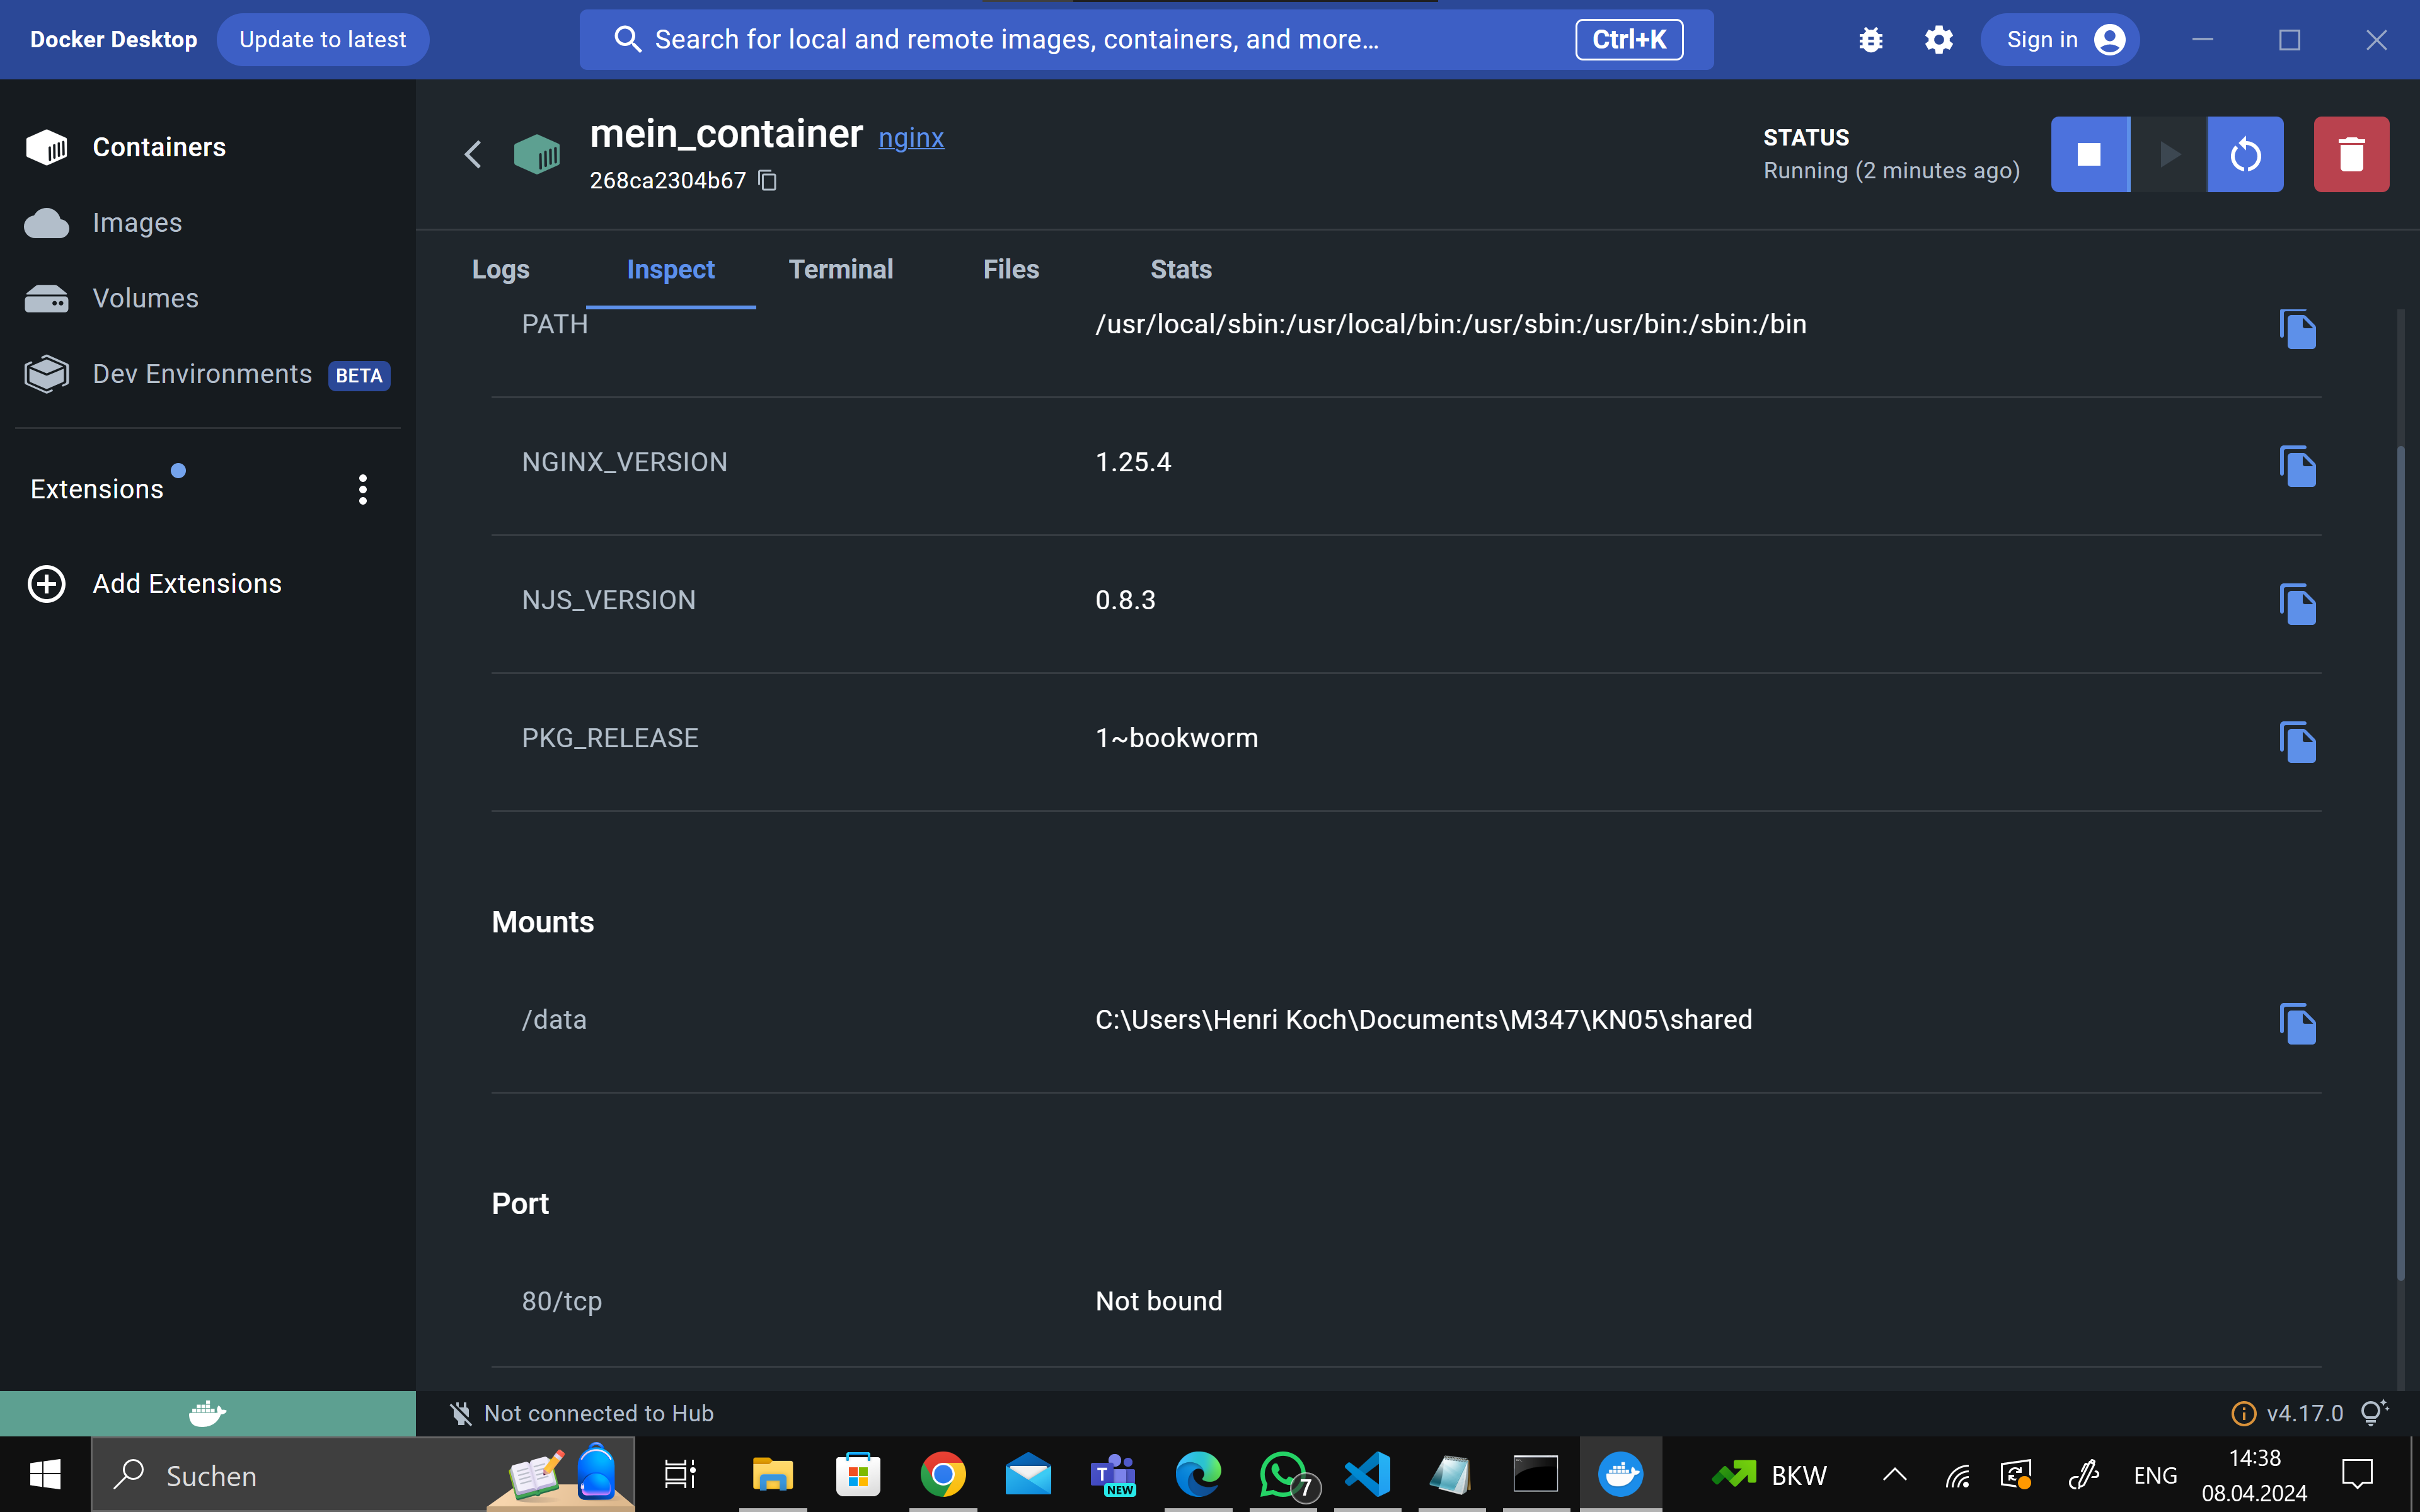 Docker Desktop Update to latest Search for local and remote images, containers, and more... Ctrl+K Sign in
Containers
Images
Volumes
Dev Environments BETA
Extensions
Add Extensions
mein_container nginx
268ca2304b67
STATUS
Running (2 minutes ago)
Logs Inspect Terminal Files Stats
PATH /usr/local/sbin:/usr/local/bin:/usr/sbin:/usr/bin:/sbin:/bin
NGINX_VERSION 1.25.4
NJS_VERSION 0.8.3
PKG_RELEASE 1~bookworm
Mounts
/data C:\Users\Henri Koch\Documents\M347\KN05\shared
Port
80/tcp Not bound
Not connected to Hub v4.17.0
Suchen T NEW 7 BKW ENG 14:38
08.04.2024